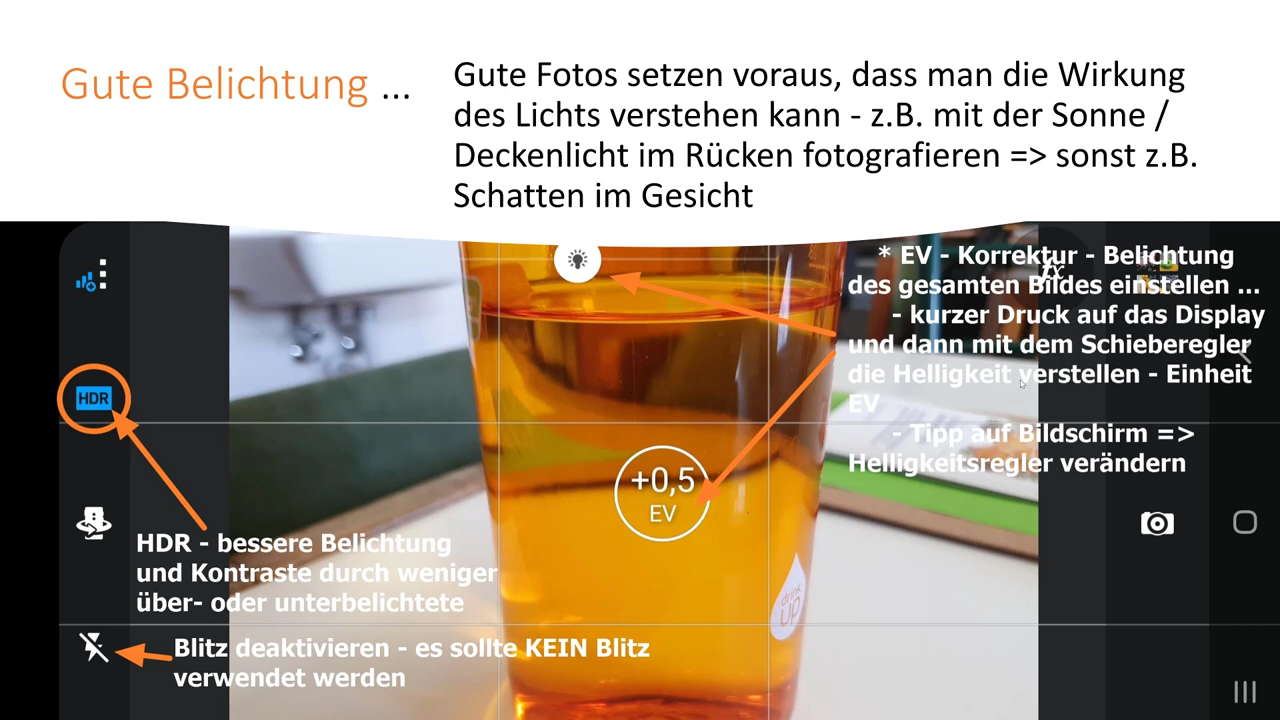 Gute Belichtung ...
Gute Fotos setzen voraus, dass man die Wirkung
des Lichts verstehen kann - z.B. mit der Sonne /
Deckenlicht im Rücken fotografieren => sonst z.B.
Schatten im Gesicht
* EV - Korrektur - Belichtung
des gesamten Bildes einstellen ...
- kurzer Druck auf das Display
und dann mit dem Schieberegler
die Helligkeit verstellen - Einheit
EV
- Tipp auf Bildschirm =>
Helligkeitsregler verändern
fx
HDR
+0,5
EV
HDR - bessere Belichtung
und Kontraste durch weniger
über- oder unterbelichtete
drink
UP
Blitz deaktivieren - es sollte KEIN Blitz
verwendet werden